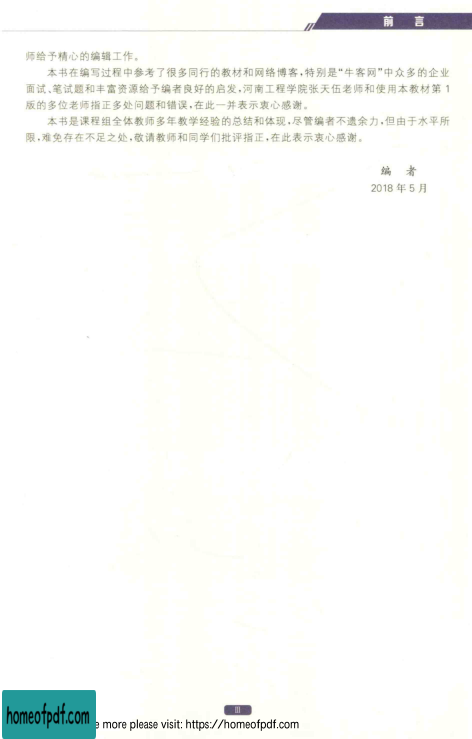 前 言
师给予精心的编辑工作。
本书在编写过程中参考了很多同行的教材和网络博客,特别是“牛客网”中众多的企业
面试、笔试题和丰富资源给予编者良好的启发,河南工程学院张天伍老师和使用本教材第 1
版的多位老师指正多处问题和错误,在此一并表示衷心感谢。
本书是课程组全体教师多年教学经验的总结和体现,尽管编者不遗余力,但由于水平所
限,难免存在不足之处,敬请教师和同学们批评指正,在此表示衷心感谢。
编 者
2018 年 5 月
III
homeofpdf.com
e more please visit: https://homeofpdf.com